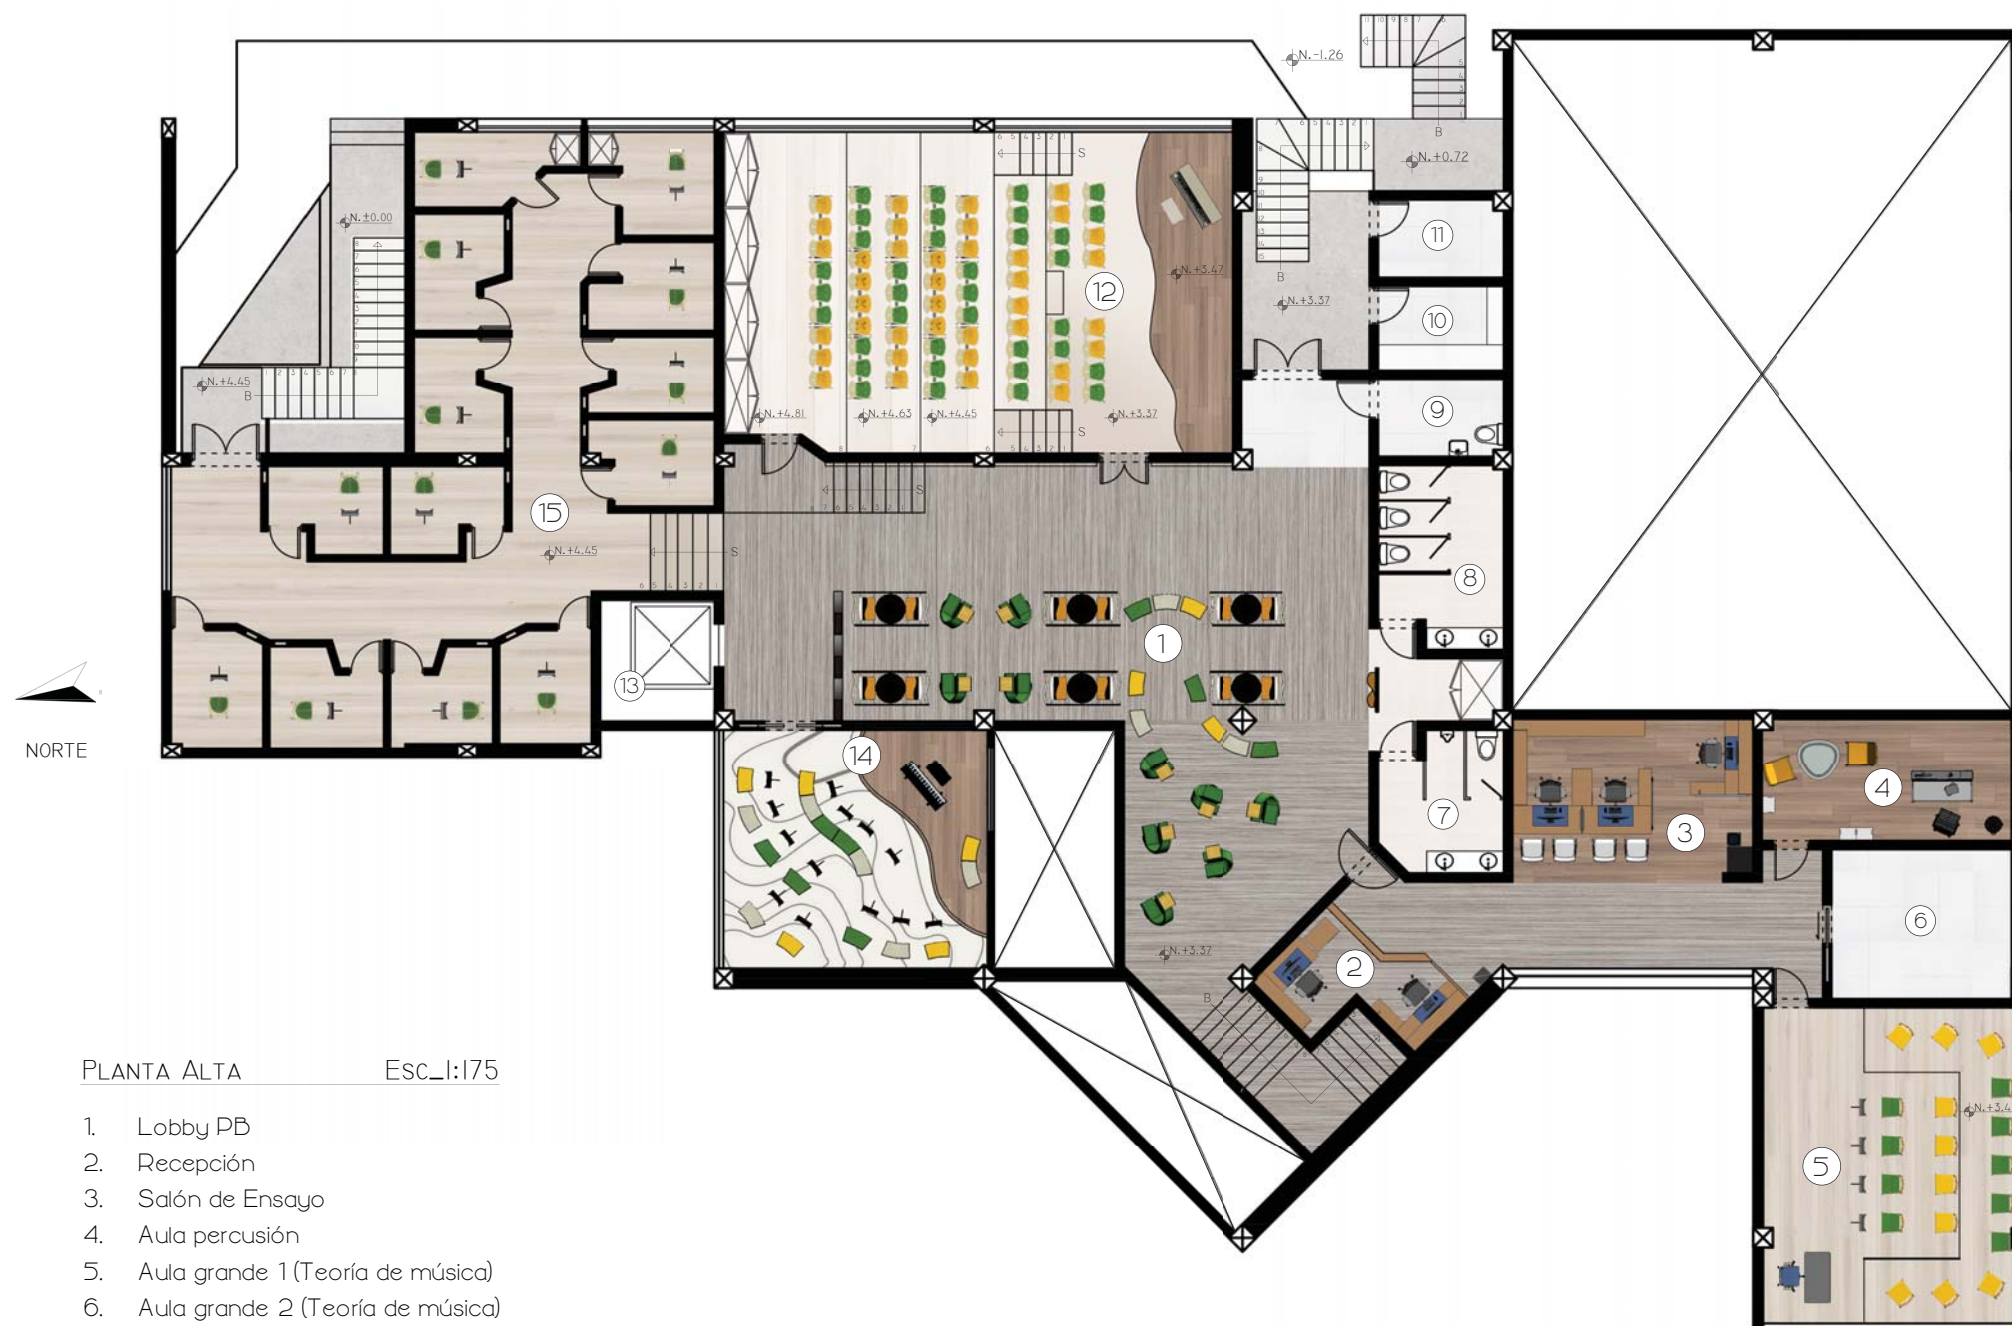 N.-1.26
N.+0.72
N.±0.00
N.+3.47
N.+3.37
N.+4.45
N.+4.81
N.+4.63
N.+4.45
N.+3.37
N.+4.45
N.+3.37
N.+3.4
B
B
B
B
S
S
S
S
11
10
9
12
8
15
1
13
14
7
4
3
6
2
5
NORTE
PLANTA ALTA ESC_1:175
1. Lobby PB
2. Recepción
3. Salón de Ensayo
4. Aula percusión
5. Aula grande 1 (Teoría de música)
6. Aula grande 2 (Teoría de música)